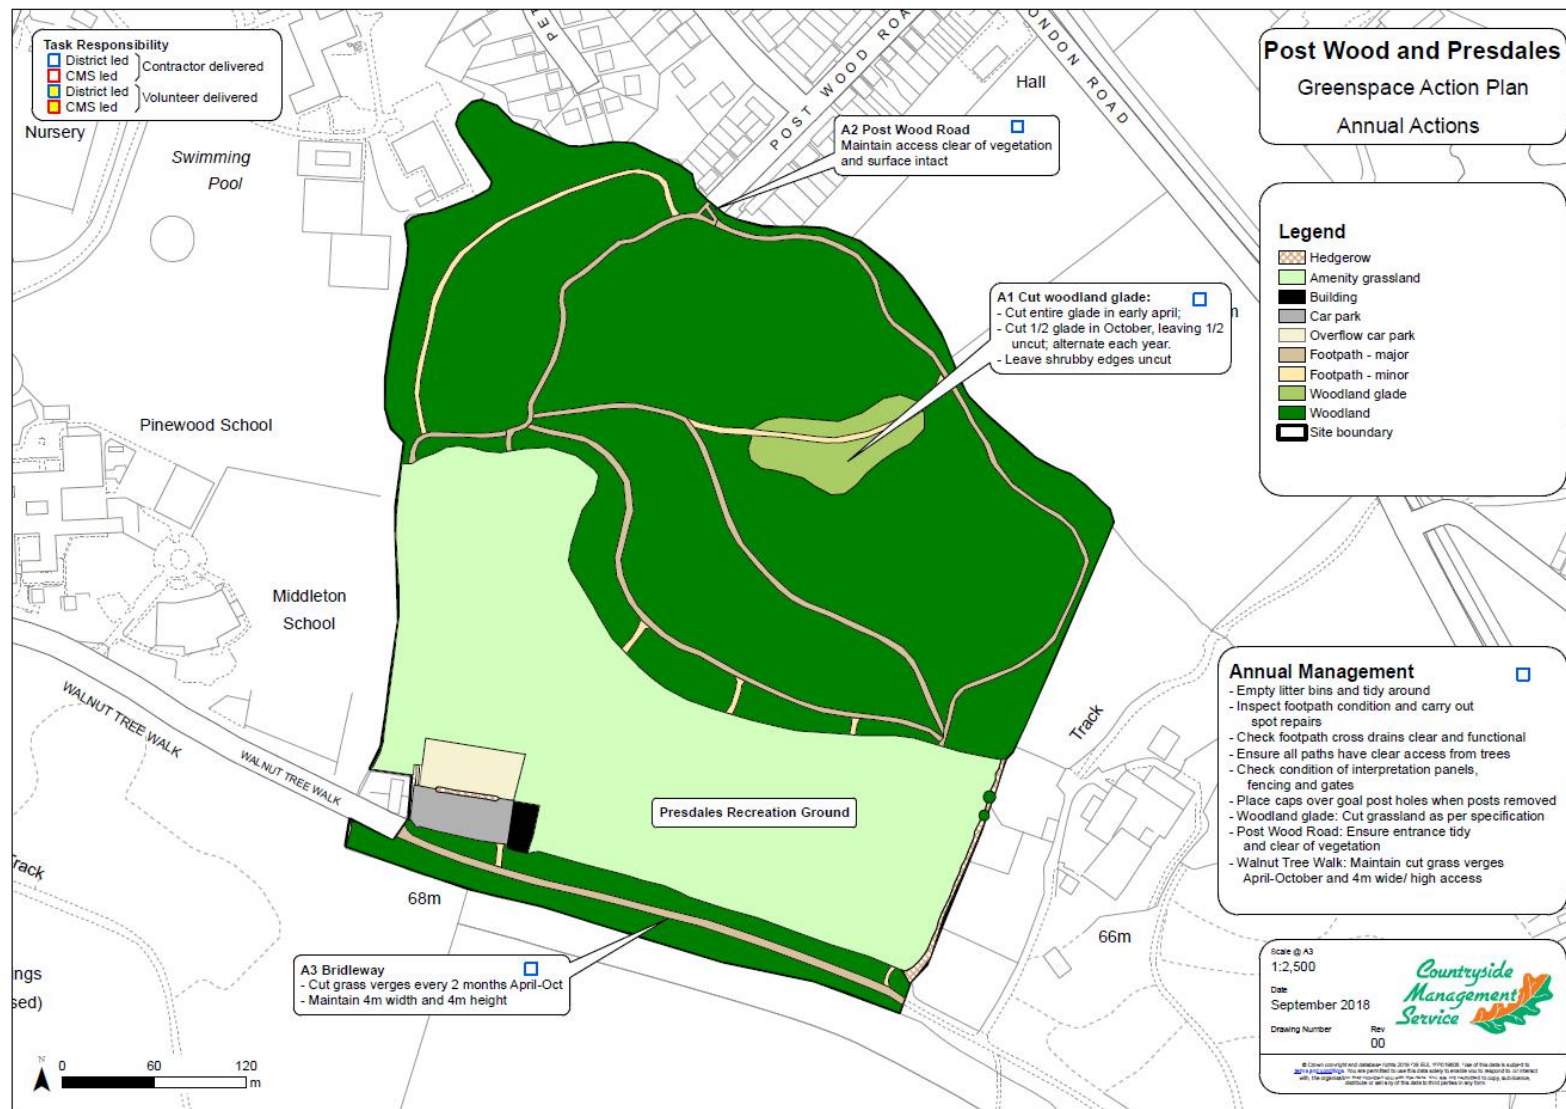 Task Responsibility
District led
CMS led
Contractor delivered
District led
CMS led
Volunteer delivered
Nursery
Swimming
Pool
POST WOOD ROA
ONDON ROAD
PET
Hall
Post Wood and Presdales
Greenspace Action Plan
Annual Actions
A2 Post Wood Road
Maintain access clear of vegetation
and surface intact
Legend
Hedgerow
Amenity grassland
Building
Car park
Overflow car park
Footpath - major
Footpath - minor
Woodland glade
Woodland
Site boundary
A1 Cut woodland glade:
- Cut entire glade in early april;
- Cut 1/2 glade in October, leaving 1/2
uncut; alternate each year.
- Leave shrubby edges uncut
m
Pinewood School
Middleton
School
WALNUT TREE WALK
WALNUT TREE WALK
Track
Presdales Recreation Ground
Annual Management
- Empty litter bins and tidy around
- Inspect footpath condition and carry out
spot repairs
- Check footpath cross drains clear and functional
- Ensure all paths have clear access from trees
- Check condition of interpretation panels,
fencing and gates
- Place caps over goal post holes when posts removed
- Woodland glade: Cut grassland as per specification
- Post Wood Road: Ensure entrance tidy
and clear of vegetation
- Walnut Tree Walk: Maintain cut grass verges
April-October and 4m wide/ high access
rack
68m
66m
A3 Bridleway
- Cut grass verges every 2 months April-Oct
- Maintain 4m width and 4m height
ngs
sed)
N
0 60 120
m
Scale @ A3
1:2,500
Date
September 2018
Drawing Number
Rev
00
Countryside
Management
Service